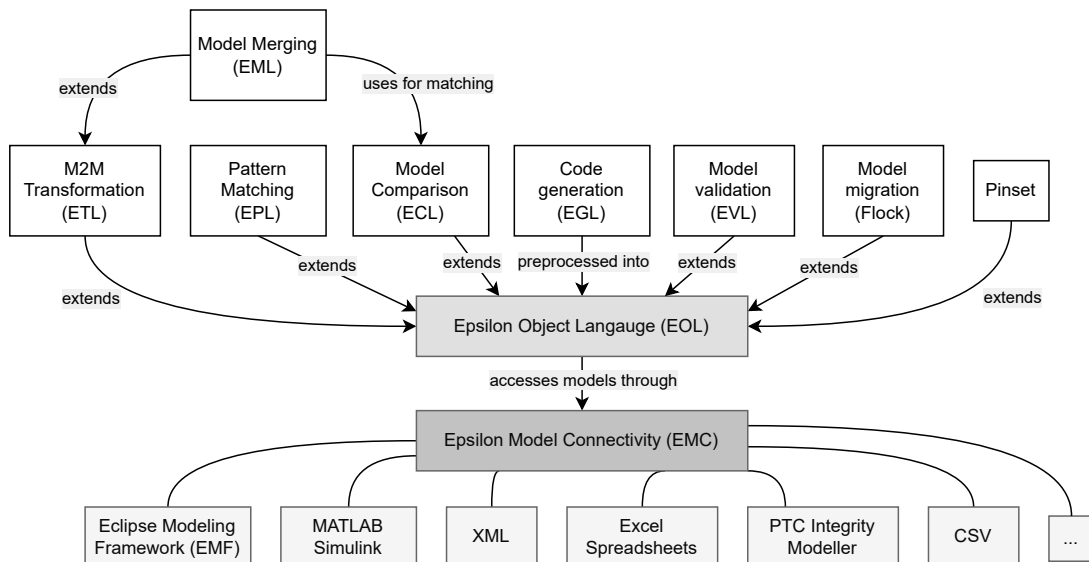 Model Merging
(EML)
extends
uses for matching
M2M
Transformation
(ETL)
Pattern
Matching
(EPL)
Model
Comparison
(ECL)
Code
generation
(EGL)
Model
validation
(EVL)
Model
migration
(Flock)
Pinset
extends
extends
extends
preprocessed into
extends
extends
extends
Epsilon Object Langauge (EOL)
accesses models through
Epsilon Model Connectivity (EMC)
Eclipse Modeling
Framework (EMF)
MATLAB
Simulink
XML
Excel
Spreadsheets
PTC Integrity
Modeller
CSV
...